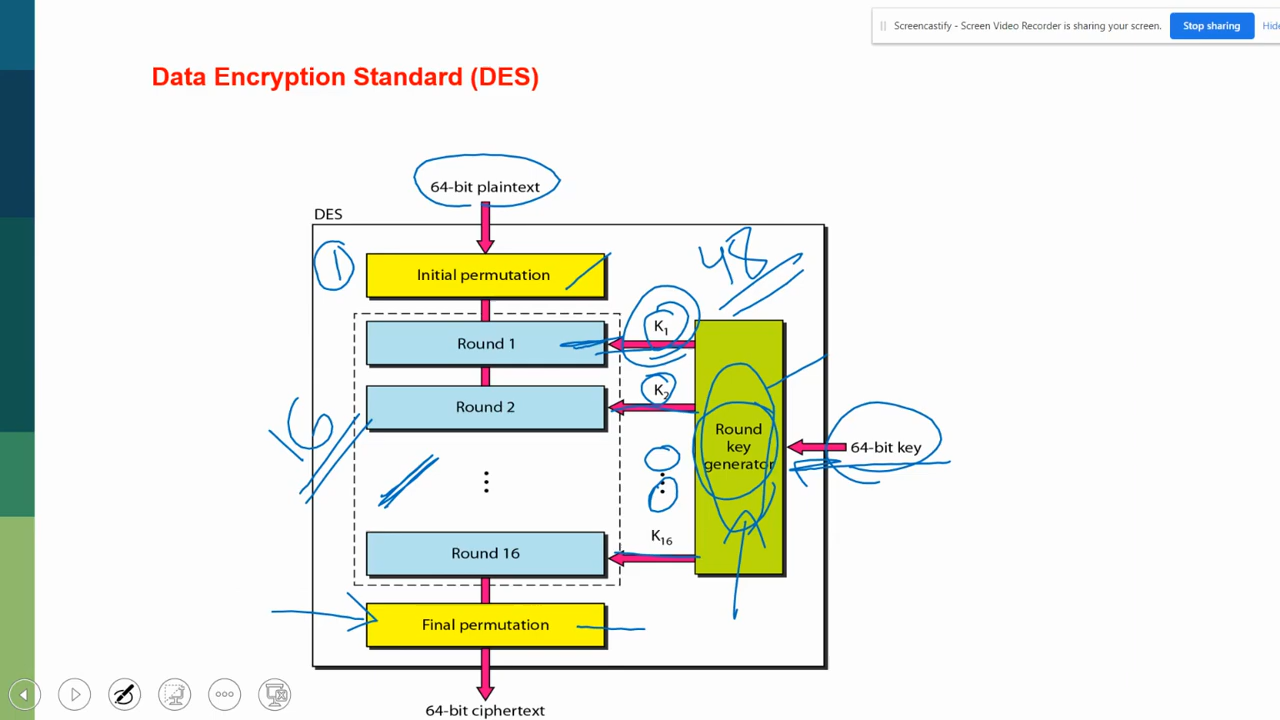 Screencastify - Screen Video Recorder is sharing your screen.
Stop sharing
Hide
Data Encryption Standard (DES)
64-bit plaintext
DES
1
Initial permutation
48
K1
Round 1
K2
Round 2
16
Round
key
generator
64-bit key
K16
Round 16
Final permutation
64-bit ciphertext